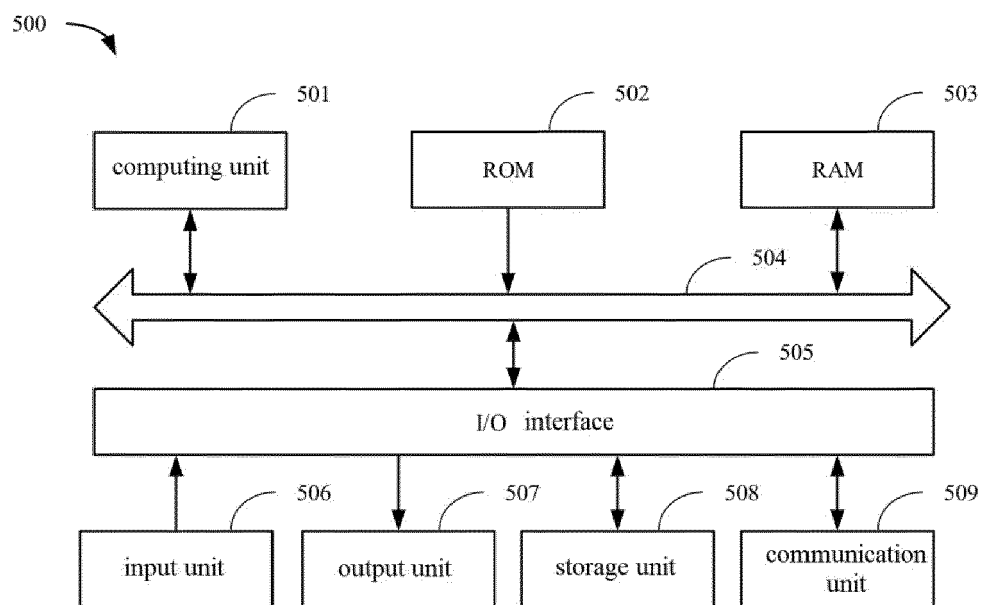 500
501
502
503
computing unit
ROM
RAM
504
505
I/O interface
506
507
508
509
input unit
output unit
storage unit
communication
unit